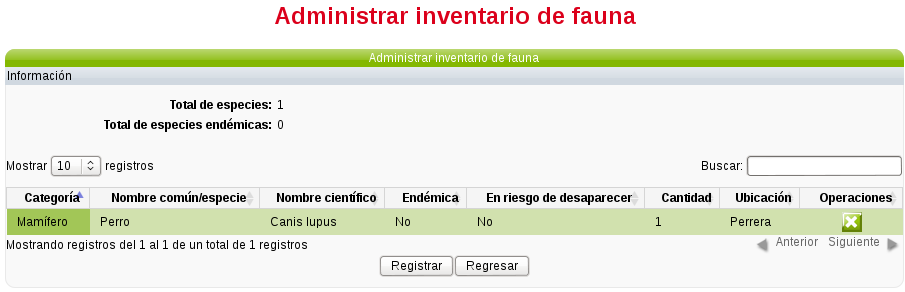 Administrar inventario de fauna
Administrar inventario de fauna
Información
Total de especies: 1
Total de especies endémicas: 0
Mostrar 10 registros Buscar:
Categoría Nombre común/especie Nombre científico Endémica En riesgo de desaparecer Cantidad Ubicación Operaciones
Mamífero Perro Canis lupus No No 1 Perrera
Mostrando registros del 1 al 1 de un total de 1 registros Anterior Siguiente
Registrar Regresar